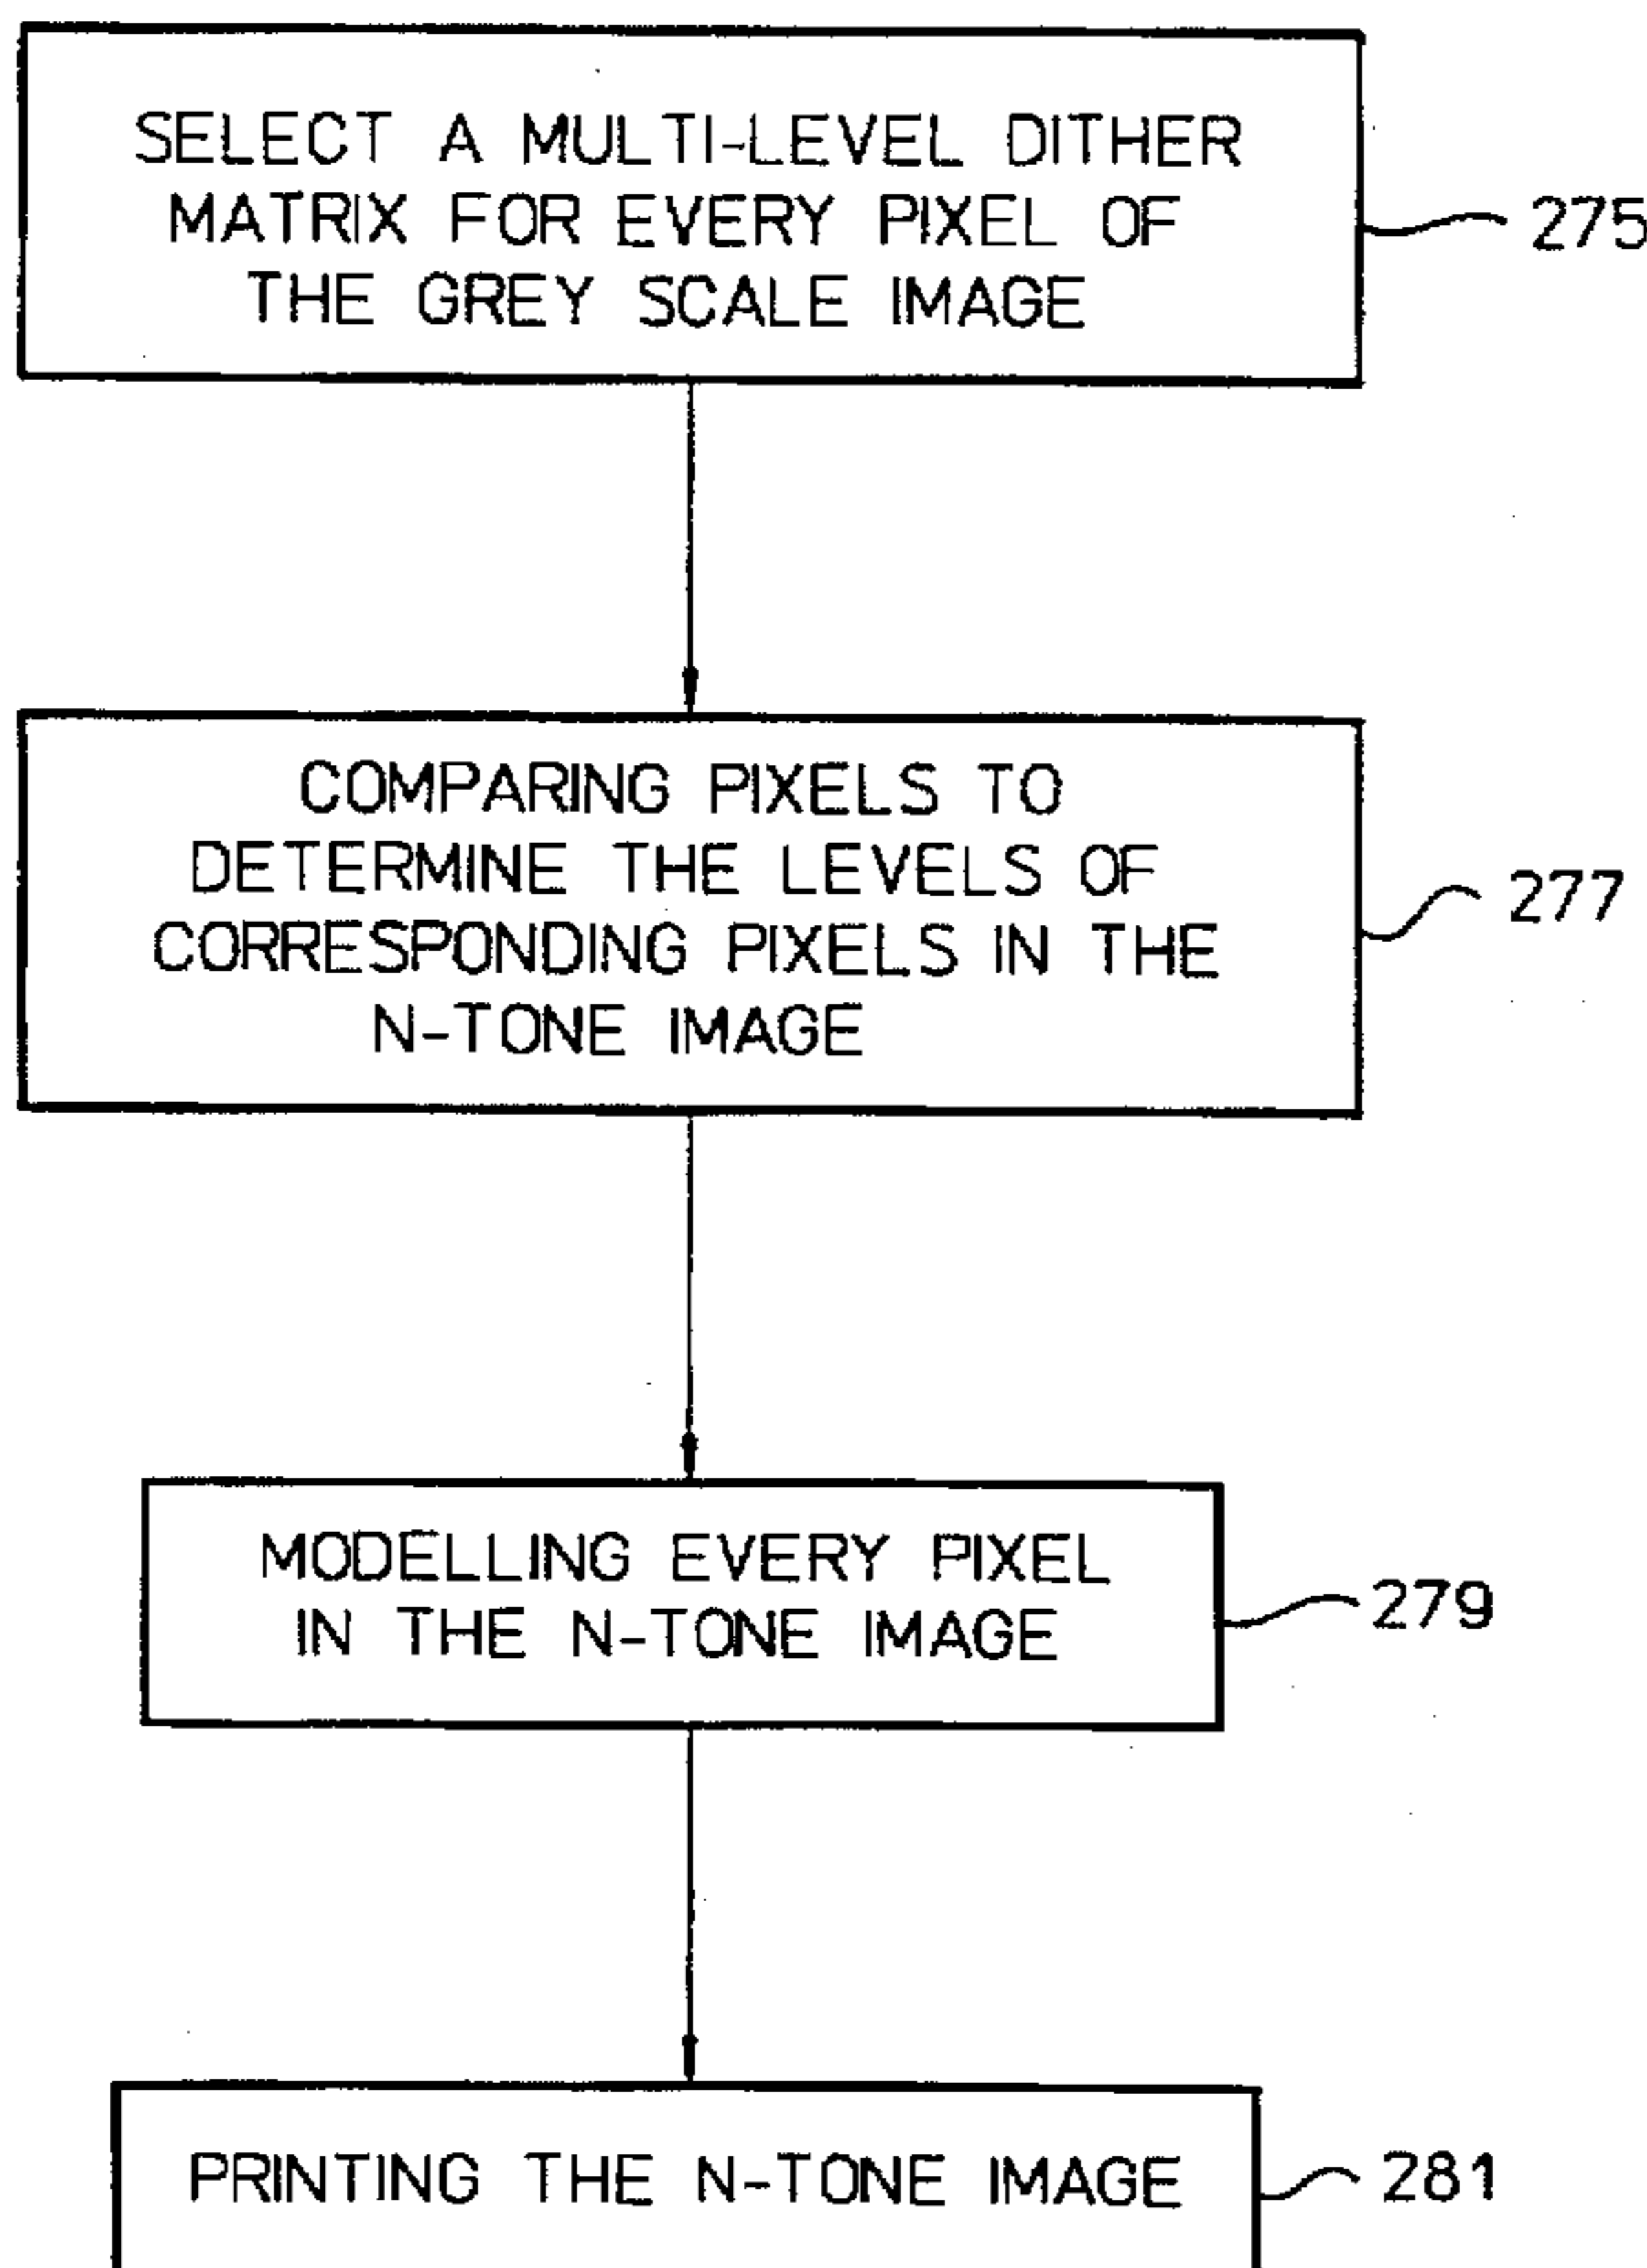 SELECT A MULTI-LEVEL DITHER
MATRIX FOR EVERY PIXEL OF
THE GREY SCALE IMAGE
275
COMPARING PIXELS TO
DETERMINE THE LEVELS OF
CORRESPONDING PIXELS IN THE
N-TONE IMAGE
277
MODELLING EVERY PIXEL
IN THE N-TONE IMAGE
279
PRINTING THE N-TONE IMAGE
281